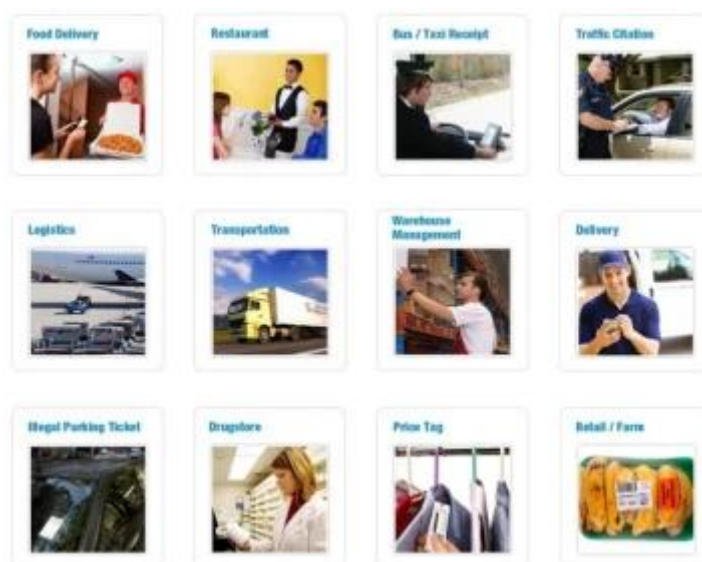 Food Delivery
Restaurant
Bus / Taxi Receipt
Traffic Citation
Logistics
Transportation
Warehouse
Management
Delivery
Illegal Parking Ticket
Drugstore
Price Tag
Retail / Farm